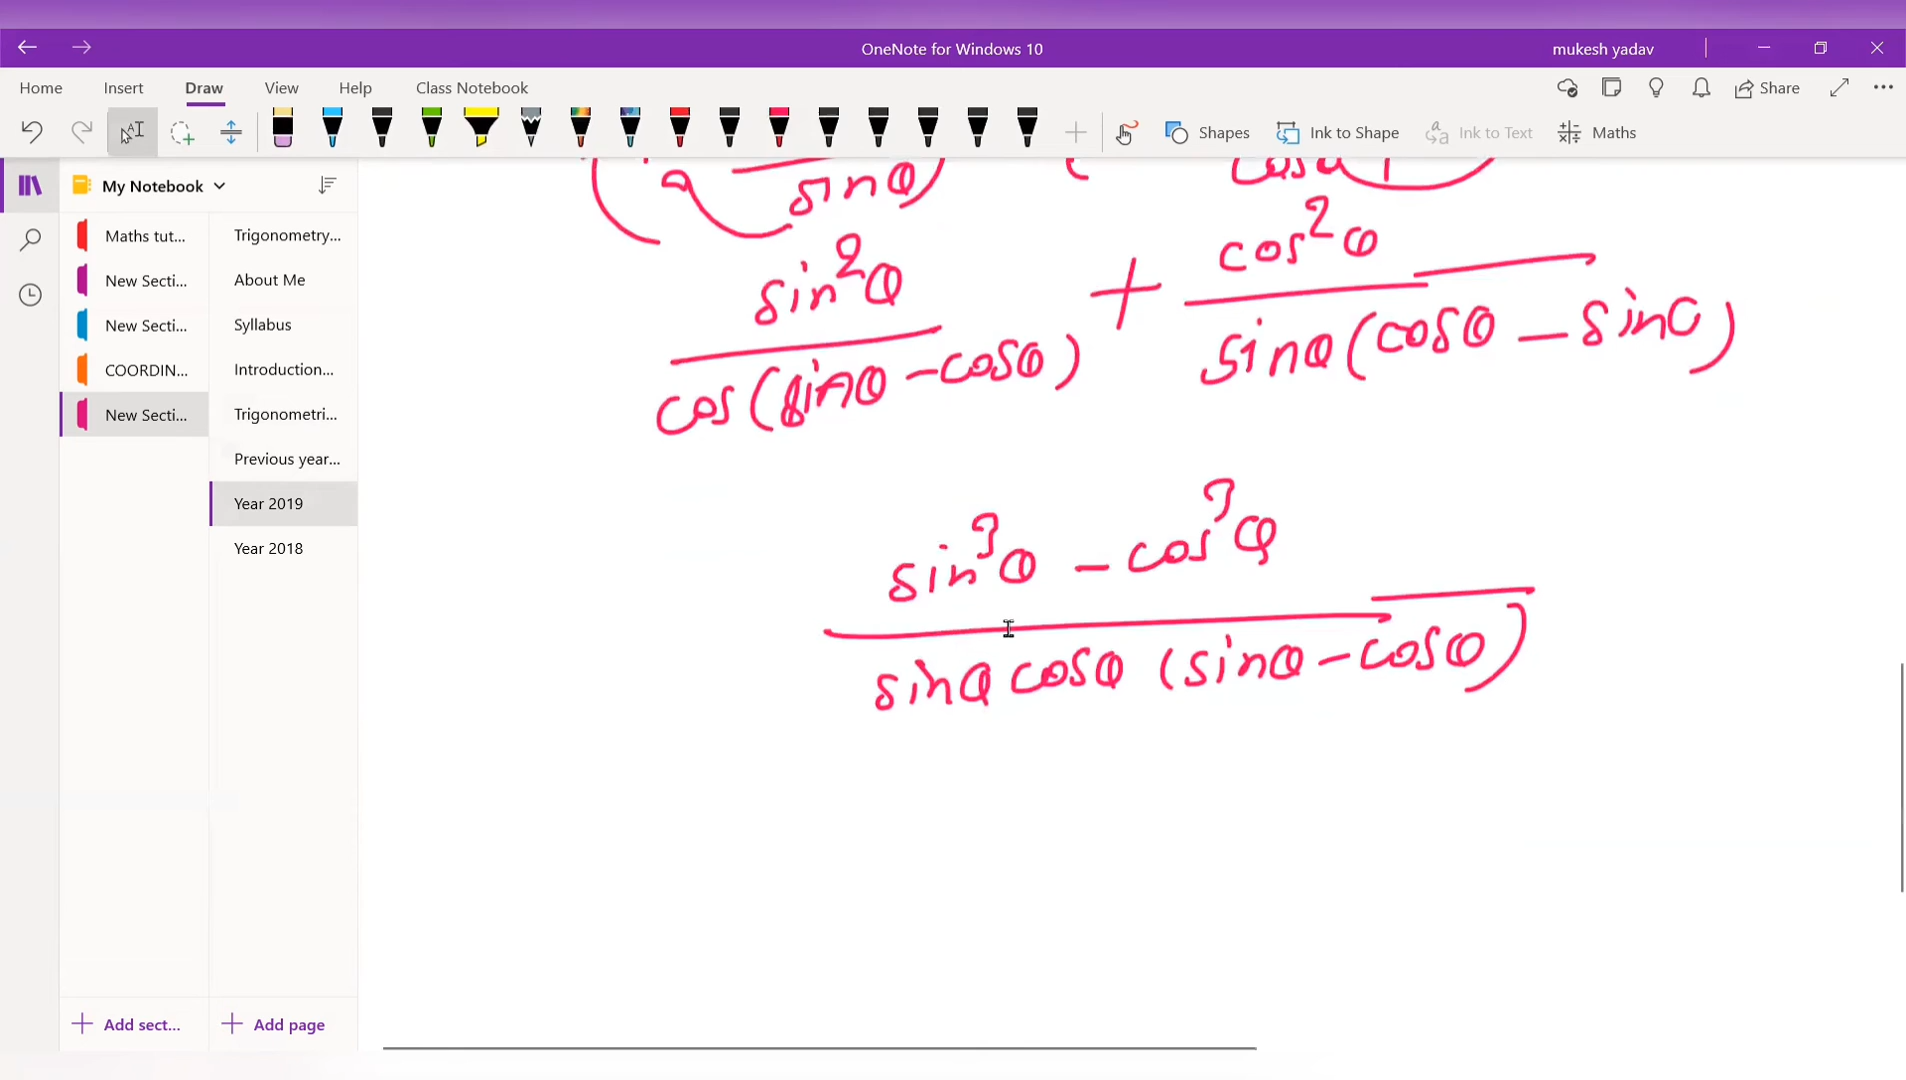 OneNote for Windows 10
mukesh yadav
Home Insert Draw View Help Class Notebook
Share
Shapes Ink to Shape Ink to Text Maths
My Notebook
Maths tut...
New Secti...
New Secti...
COORDIN...
New Secti...
Trigonometry...
About Me
Syllabus
Introduction...
Trigonometri...
Previous year...
Year 2019
Year 2018
Add sect...
Add page
sinθ) cosθ
sin²θ + cos²θ
cos(sinθ - cosθ) sinθ(cosθ - sinθ)
sin³θ - cos³θ
sinθ cosθ (sinθ - cosθ)